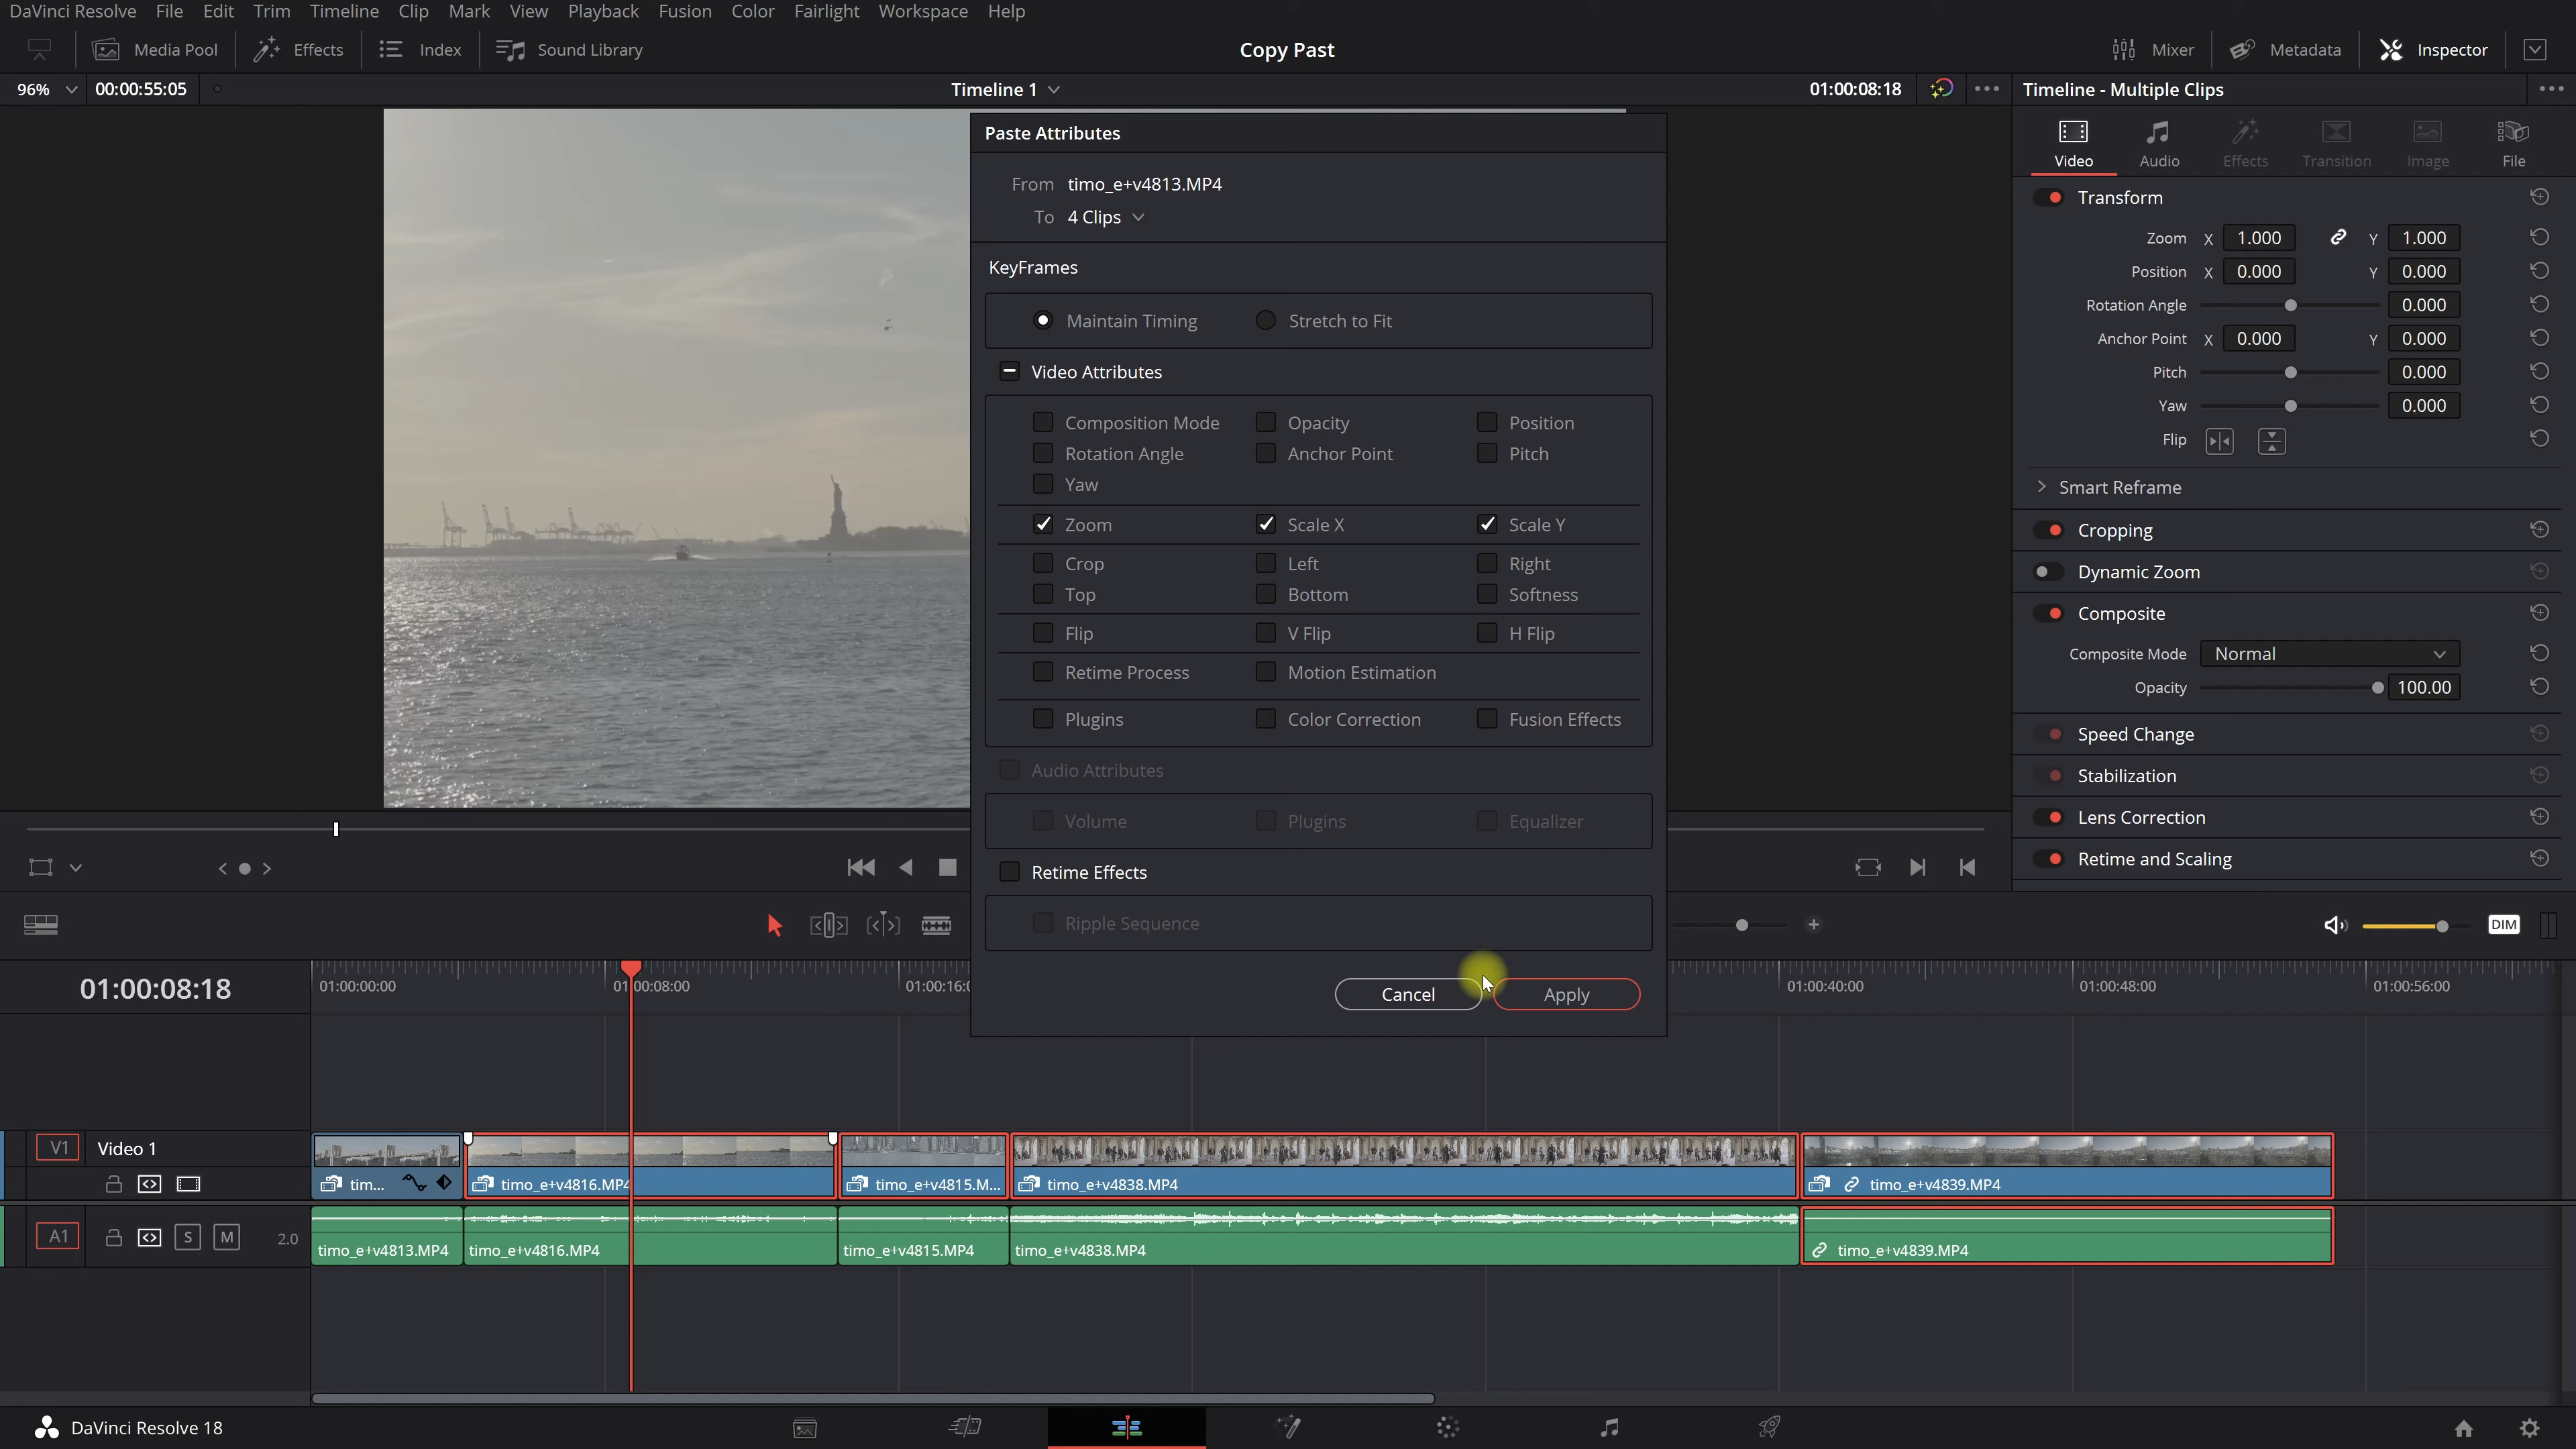 DaVinci Resolve File Edit Trim Timeline Clip Mark View Playback Fusion Color Fairlight Workspace Help
Media Pool Effects Index Sound Library Copy Past Mixer Metadata Inspector
96% 00:00:55:05 Timeline 1 01:00:08:18 Timeline - Multiple Clips
Paste Attributes
From timo_e+v4813.MP4
To 4 Clips
KeyFrames
Maintain Timing Stretch to Fit
Video Attributes
Composition Mode Opacity Position
Rotation Angle Anchor Point Pitch
Yaw
Zoom Scale X Scale Y
Crop Left Right
Top Bottom Softness
Flip V Flip H Flip
Retime Process Motion Estimation
Plugins Color Correction Fusion Effects
Audio Attributes
Volume Plugins Equalizer
Retime Effects
Ripple Sequence
Cancel Apply
Video Audio Effects Transition Image File
Transform
Zoom X 1.000 Y 1.000
Position X 0.000 Y 0.000
Rotation Angle 0.000
Anchor Point X 0.000 Y 0.000
Pitch 0.000
Yaw 0.000
Flip
Smart Reframe
Cropping
Dynamic Zoom
Composite
Composite Mode Normal
Opacity 100.00
Speed Change
Stabilization
Lens Correction
Retime and Scaling
DIM
01:00:08:18 01:00:00:00 01:00:08:00 01:00:16:0 01:00:40:00 01:00:48:00 01:00:56:00
V1 Video 1
tim... timo_e+v4816.MP4 timo_e+v4815.M... timo_e+v4838.MP4 timo_e+v4839.MP4
A1 S M 2.0
timo_e+v4813.MP4 timo_e+v4816.MP4 timo_e+v4815.MP4 timo_e+v4838.MP4 timo_e+v4839.MP4
DaVinci Resolve 18